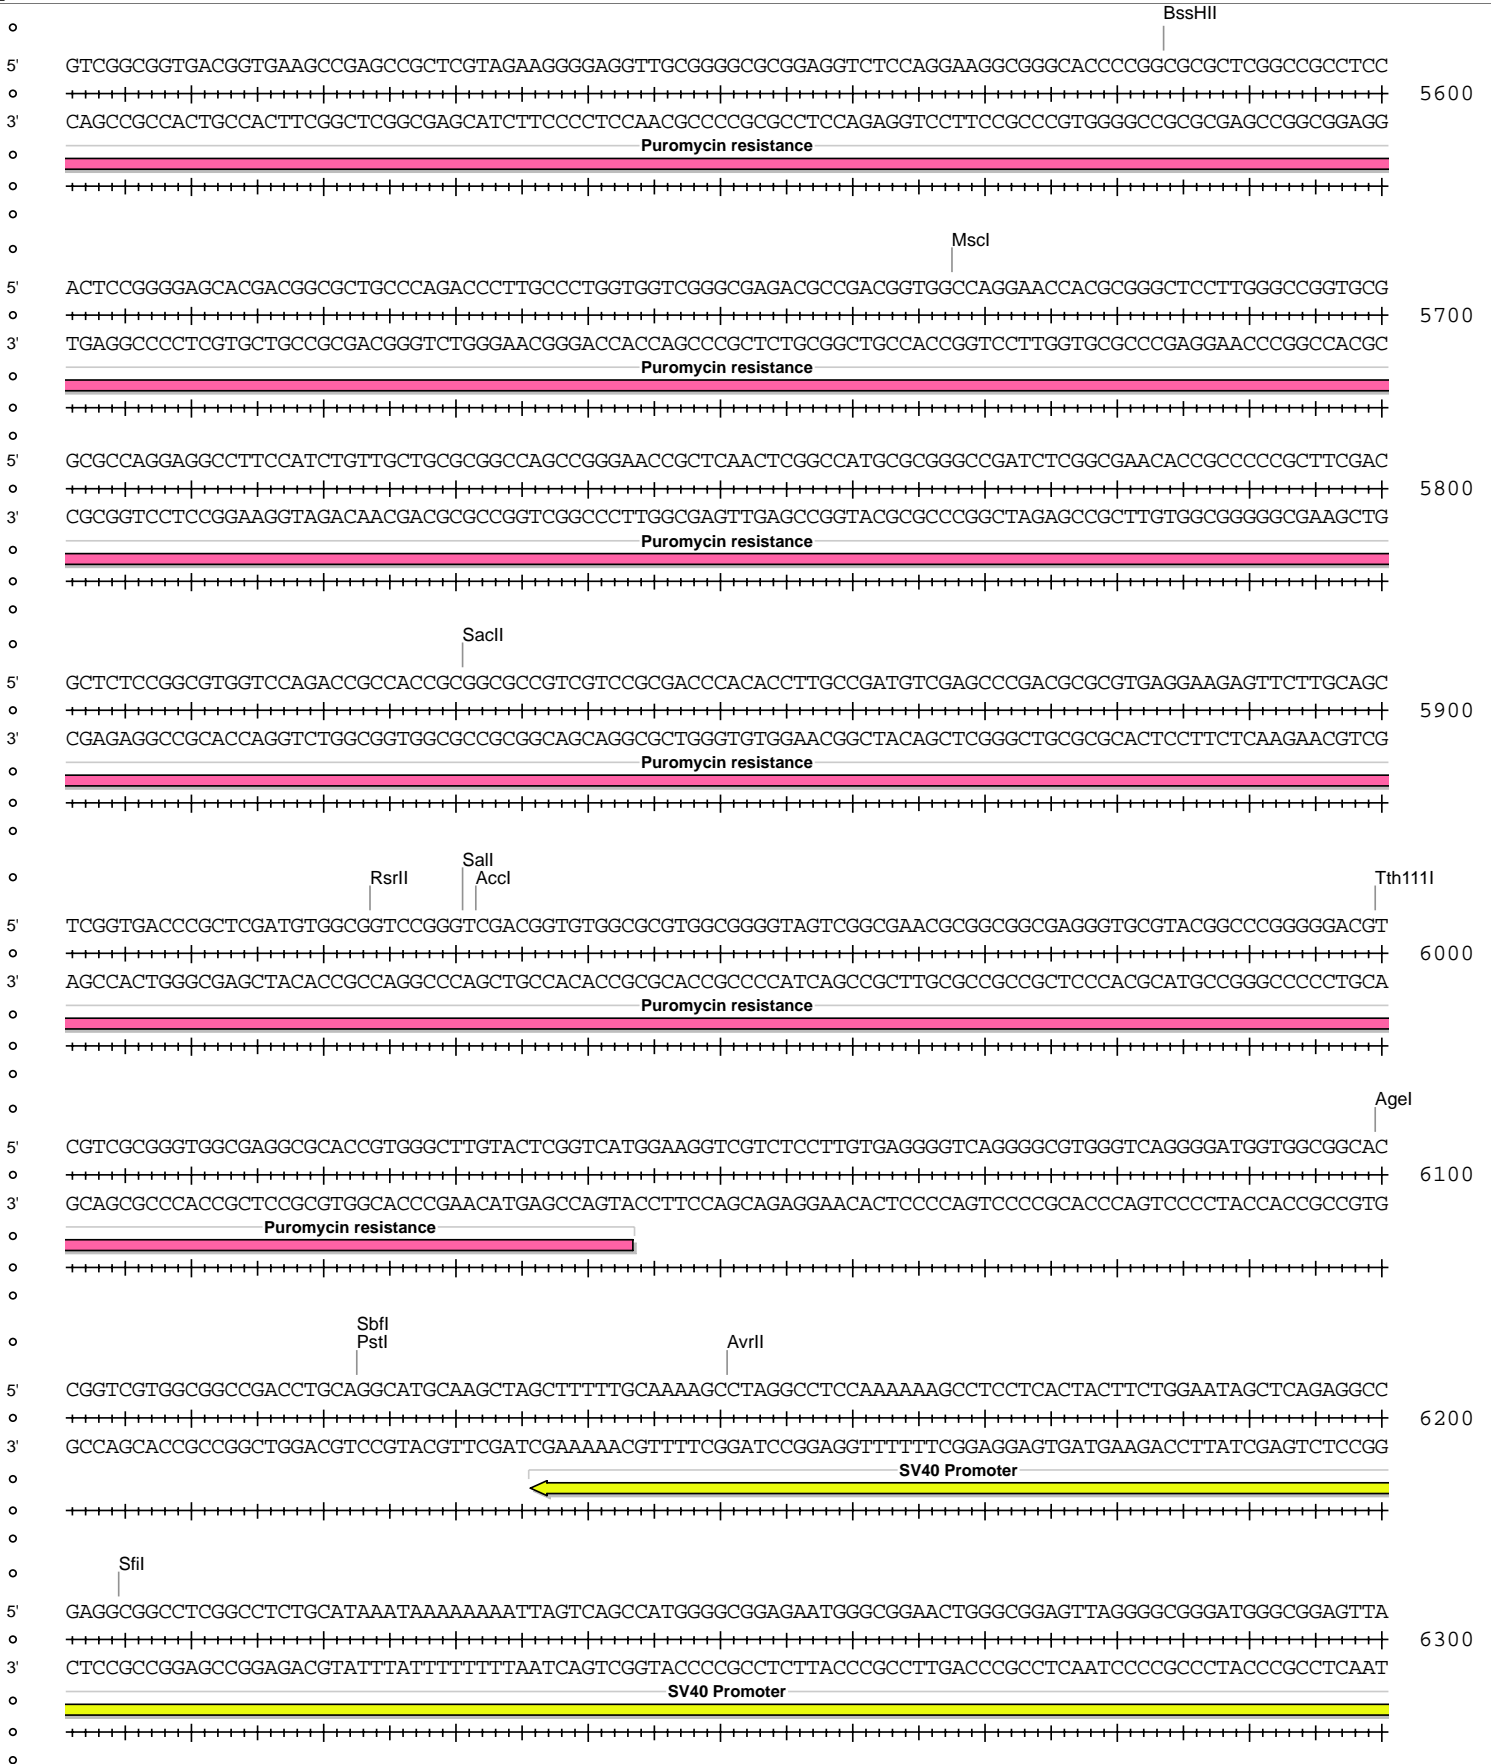 BssHII
5' GTCGGCGGTGACGGTGAAGCCGAGCCGCTCGTAGAAGGGGAGGTTGCGGGGCGCGGAGGTCTCCAGGAAGGCGGGCACCCCGGCGCGCTCGGCCGCCTCC
5600
3' CAGCCGCCACTGCCACTTCGGCTCGGCGAGCATCTTCCCCTCCAACGCCCCGCGCCTCCAGAGGTCCTTCCGCCCGTGGGGCCGCGCGAGCCGGCGGAGG
Puromycin resistance
MscI
5' ACTCCGGGGAGCACGACGGCGCTGCCCAGACCCTTGCCCTGGTGGTCGGGCGAGACGCCGACGGTGGCCAGGAACCACGCGGGCTCCTTGGGCCGGTGCG
5700
3' TGAGGCCCCTCGTGCTGCCGCGACGGGTCTGGGAACGGGACCACCAGCCCGCTCTGCGGCTGCCACCGGTCCTTGGTGCGCCCGAGGAACCCGGCCACGC
Puromycin resistance
5' GCGCCAGGAGGCCTTCCATCTGTTGCTGCGCGGCCAGCCGGGAACCGCTCAACTCGGCCATGCGCGGGCCGATCTCGGCGAACACCGCCCCCGCTTCGAC
5800
3' CGCGGTCCTCCGGAAGGTAGACAACGACGCGCCGGTCGGCCCTTGGCGAGTTGAGCCGGTACGCGCCCGGCTAGAGCCGCTTGTGGCGGGGGCGAAGCTG
Puromycin resistance
SacII
5' GCTCTCCGGCGTGGTCCAGACCGCCACCGCGGCGCCGTCGTCCGCGACCCACACCTTGCCGATGTCGAGCCCGACGCGCGTGAGGAAGAGTTCTTGCAGC
5900
3' CGAGAGGCCGCACCAGGTCTGGCGGTGGCGCCGCGGCAGCAGGCGCTGGGTGTGGAACGGCTACAGCTCGGGCTGCGCGCACTCCTTCTCAAGAACGTCG
Puromycin resistance
SalI
RsrII AccI Tth111I
5' TCGGTGACCCGCTCGATGTGGCGGTCCGGGTCGACGGTGTGGCGCGTGGCGGGGTAGTCGGCGAACGCGGCGGCGAGGGTGCGTACGGCCCGGGGGACGT
6000
3' AGCCACTGGGCGAGCTACACCGCCAGGCCCAGCTGCCACACCGCGCACCGCCCCATCAGCCGCTTGCGCCGCCGCTCCCACGCATGCCGGGCCCCCTGCA
Puromycin resistance
AgeI
5' CGTCGCGGGTGGCGAGGCGCACCGTGGGCTTGTACTCGGTCATGGAAGGTCGTCTCCTTGTGAGGGGTCAGGGGCGTGGGTCAGGGGATGGTGGCGGCAC
6100
3' GCAGCGCCCACCGCTCCGCGTGGCACCCGAACATGAGCCAGTACCTTCCAGCAGAGGAACACTCCCCAGTCCCCGCACCCAGTCCCCTACCACCGCCGTG
Puromycin resistance
SbfI
PstI AvrII
5' CGGTCGTGGCGGCCGACCTGCAGGCATGCAAGCTAGCTTTTTGCAAAAGCCTAGGCCTCCAAAAAAGCCTCCTCACTACTTCTGGAATAGCTCAGAGGCC
6200
3' GCCAGCACCGCCGGCTGGACGTCCGTACGTTCGATCGAAAAACGTTTTCGGATCCGGAGGTTTTTTCGGAGGAGTGATGAAGACCTTATCGAGTCTCCGG
SV40 Promoter
SfiI
5' GAGGCGGCCTCGGCCTCTGCATAAATAAAAAAAATTAGTCAGCCATGGGGCGGAGAATGGGCGGAACTGGGCGGAGTTAGGGGCGGGATGGGCGGAGTTA
6300
3' CTCCGCCGGAGCCGGAGACGTATTTATTTTTTTTAATCAGTCGGTACCCCGCCTCTTACCCGCCTTGACCCGCCTCAATCCCCGCCCTACCCGCCTCAAT
SV40 Promoter